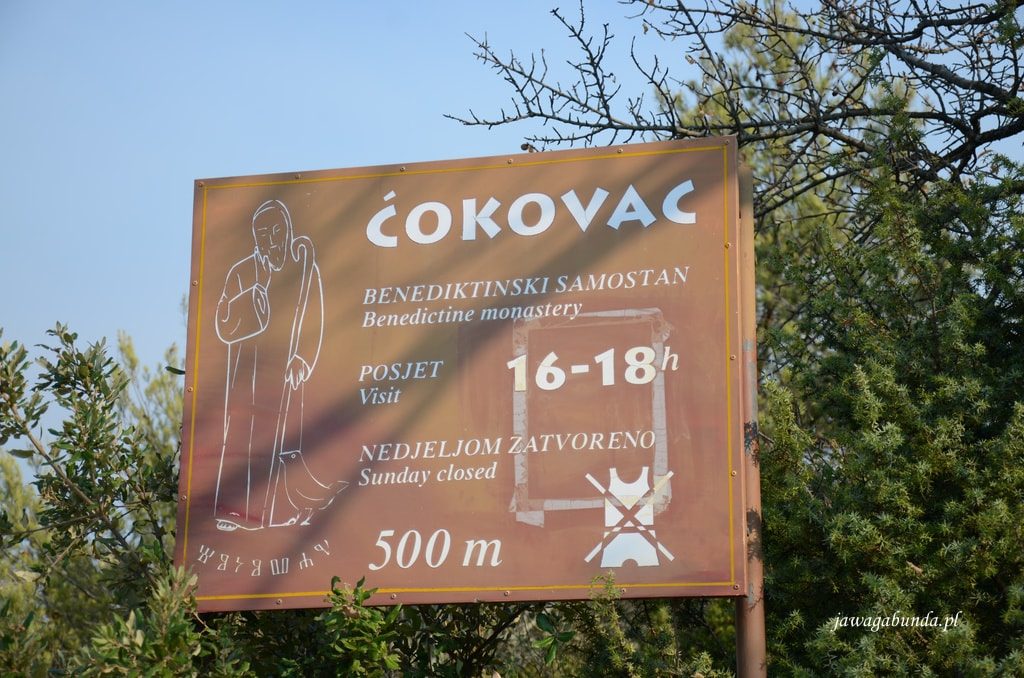 ĆOKOVAC
BENEDIKTINSKI SAMOSTAN
Benedictine monastery
POSJET
Visit
16-18h
NEDJELJOM ZATVORENO
Sunday closed
500 m
jawagabunda.pl